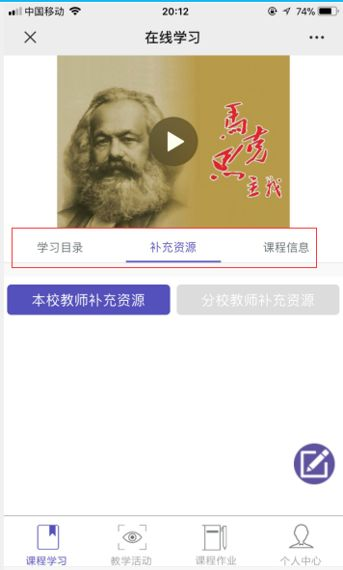 中国移动 20:12 74%
在线学习
马克思
主义
学习目录 补充资源 课程信息
本校教师补充资源 分校教师补充资源
课程学习 教学活动 课程作业 个人中心